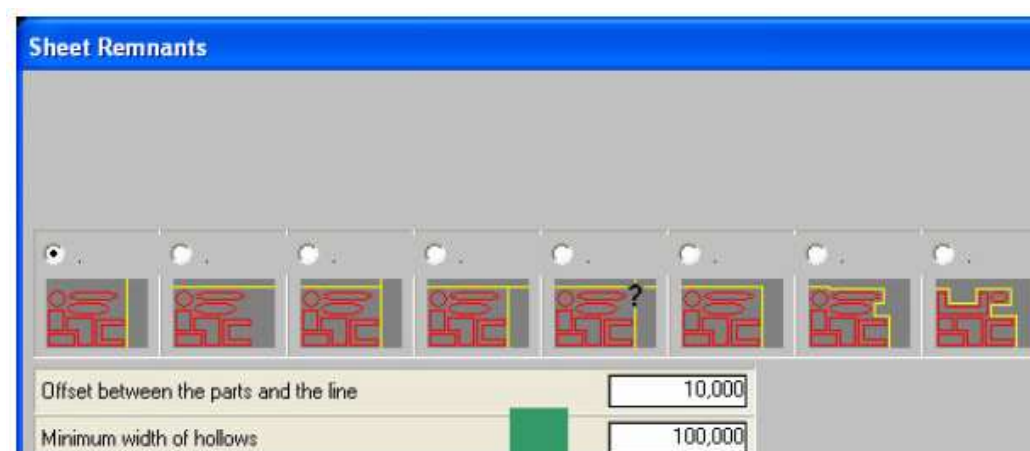 Sheet Remnants
. . . . . . . .
?
Offset between the parts and the line 10,000
Minimum width of hollows 100,000